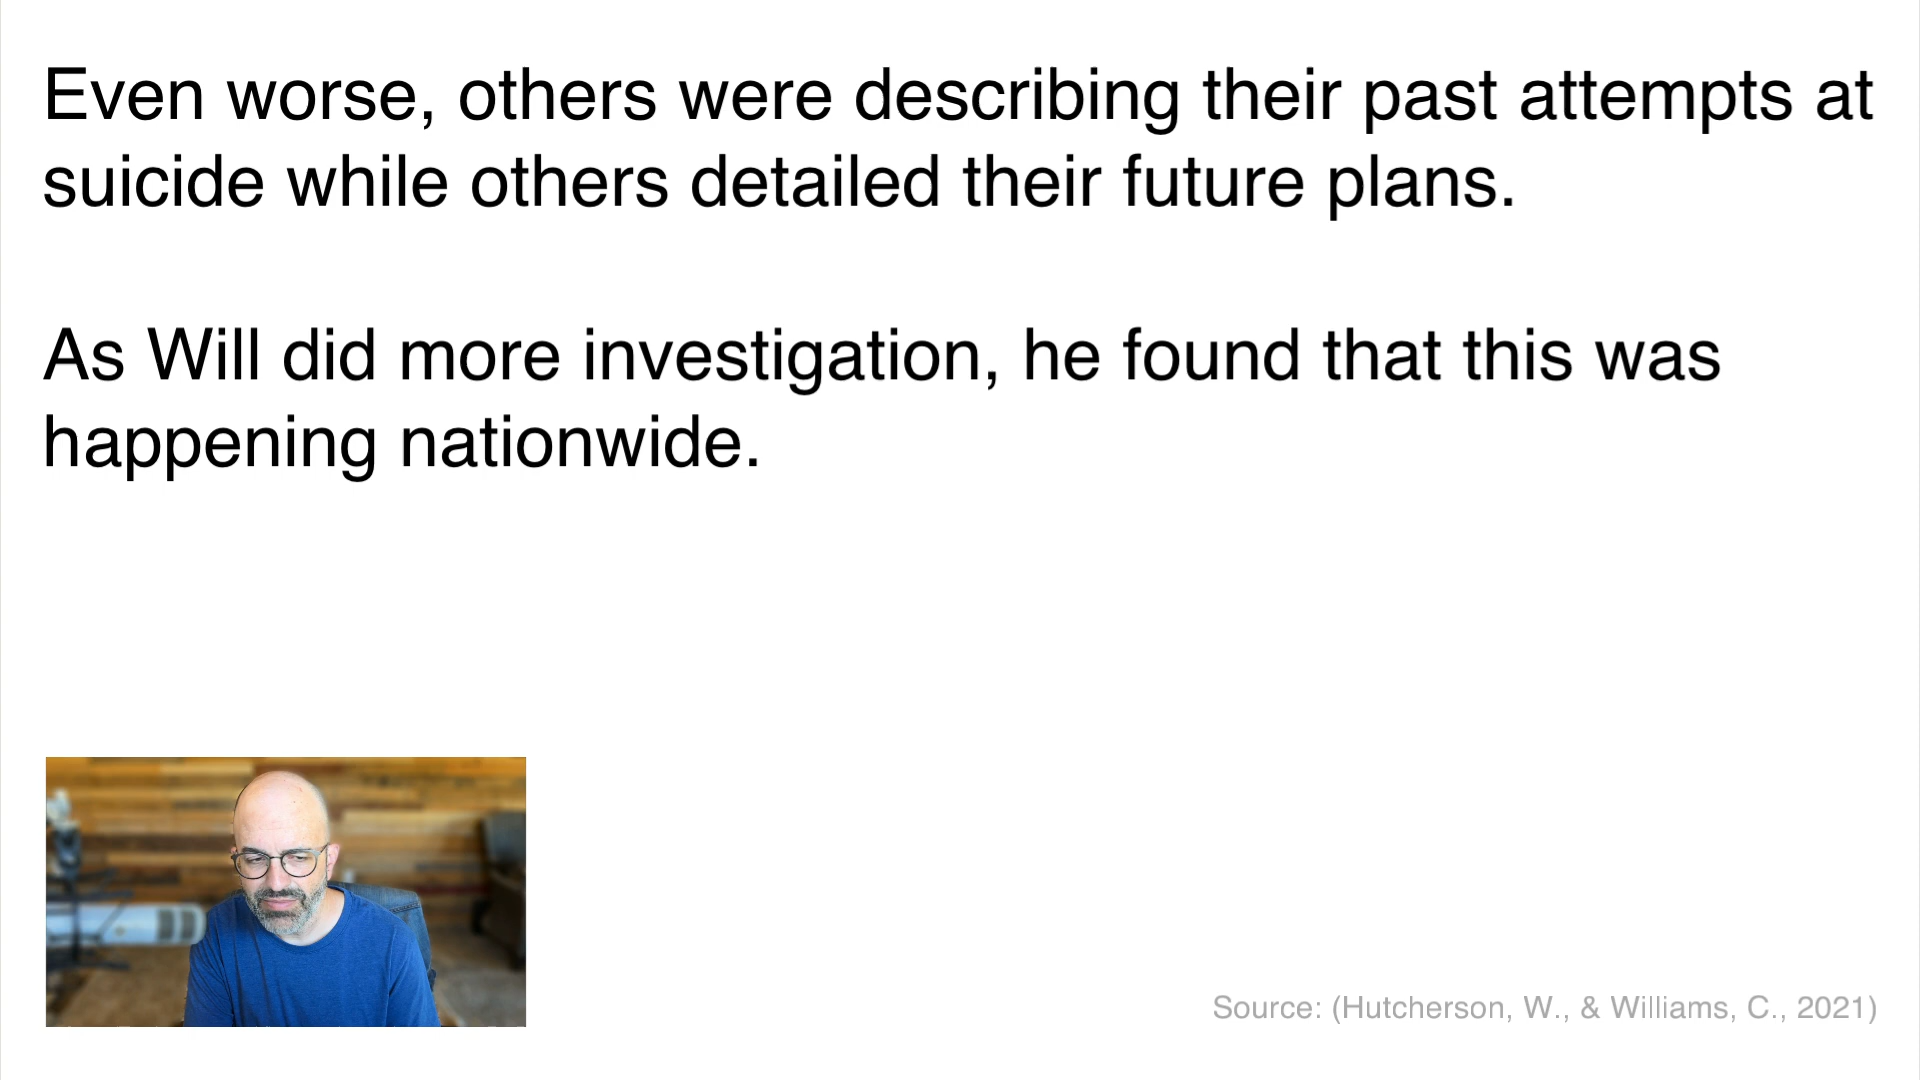 Even worse, others were describing their past attempts at
suicide while others detailed their future plans.
As Will did more investigation, he found that this was
happening nationwide.
Source: (Hutcherson, W., & Williams, C., 2021)